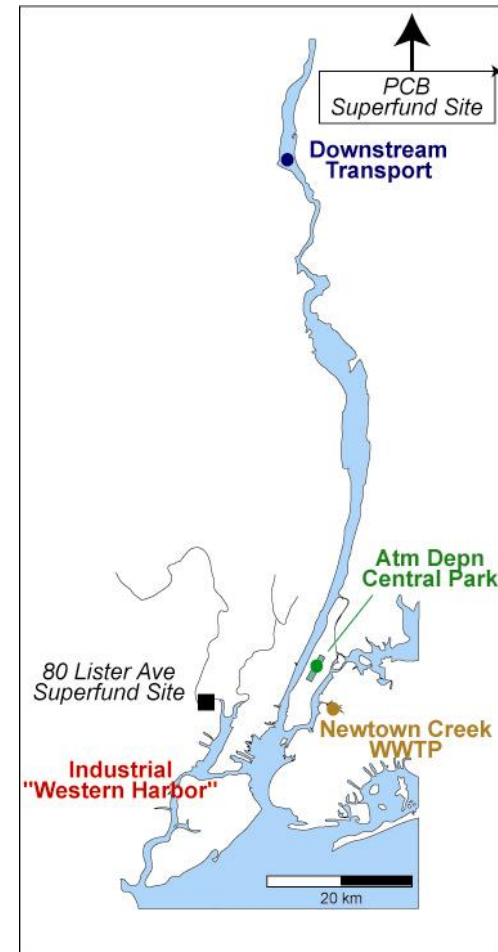 PCB
Superfund Site
Downstream
Transport
Atm Depn
Central Park
80 Lister Ave
Superfund Site
Newtown Creek
WWTP
Industrial
"Western Harbor"
20 km